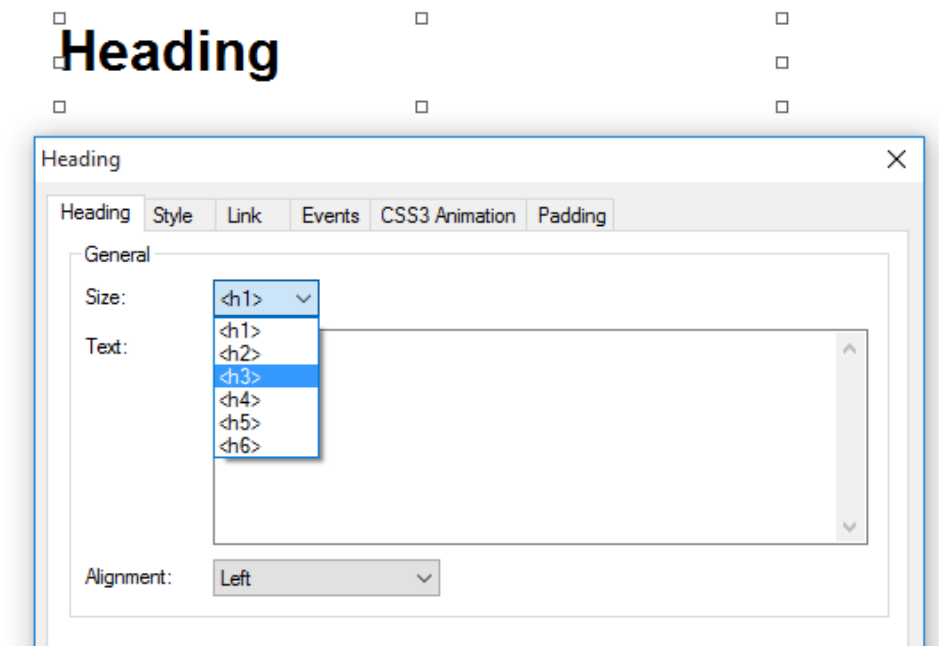 Heading
Heading
Heading Style Link Events CSS3 Animation Padding
General
Size: <h1>
<h1>
Text:
<h2>
<h3>
<h4>
<h5>
<h6>
Alignment: Left